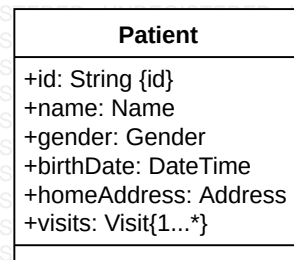 Patient
+id: String {id}
+name: Name
+gender: Gender
+birthDate: DateTime
+homeAddress: Address
+visits: Visit{1...*}